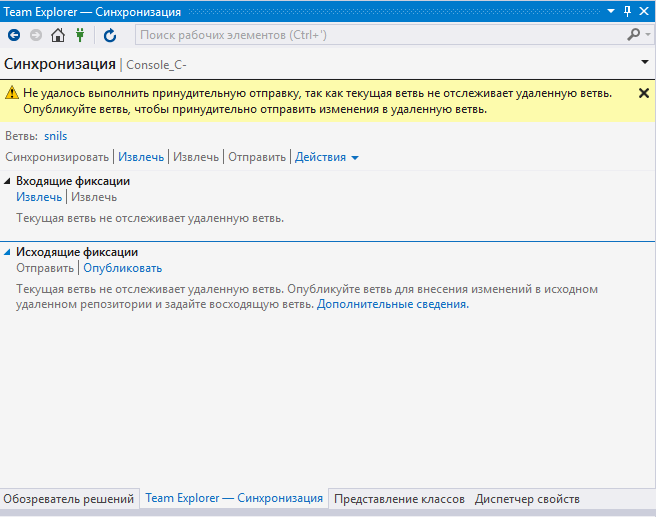 Team Explorer — Синхронизация
Поиск рабочих элементов (Ctrl+')
Синхронизация | Console_C-
Не удалось выполнить принудительную отправку, так как текущая ветвь не отслеживает удаленную ветвь.
Опубликуйте ветвь, чтобы принудительно отправить изменения в удаленную ветвь.
Ветвь: snils
Синхронизировать | Извлечь | Извлечь | Отправить | Действия
Входящие фиксации
Извлечь | Извлечь
Текущая ветвь не отслеживает удаленную ветвь.
Исходящие фиксации
Отправить | Опубликовать
Текущая ветвь не отслеживает удаленную ветвь. Опубликуйте ветвь для внесения изменений в исходном
удаленном репозитории и задайте восходящую ветвь. Дополнительные сведения.
Обозреватель решений Team Explorer — Синхронизация Представление классов Диспетчер свойств